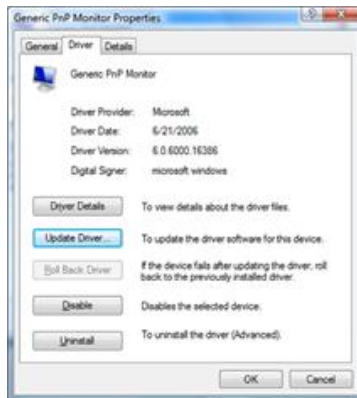 Generic PnP Monitor Properties
General Driver Details
Generic PnP Monitor
Driver Provider: Microsoft
Driver Date: 6/21/2006
Driver Version: 6.0.6000.16386
Digital Signer: microsoft windows
Driver Details To view details about the driver files.
Update Driver... To update the driver software for this device.
Roll Back Driver If the device fails after updating the driver, roll
back to the previously installed driver.
Disable Disables the selected device.
Uninstall To uninstall the driver (Advanced).
OK Cancel